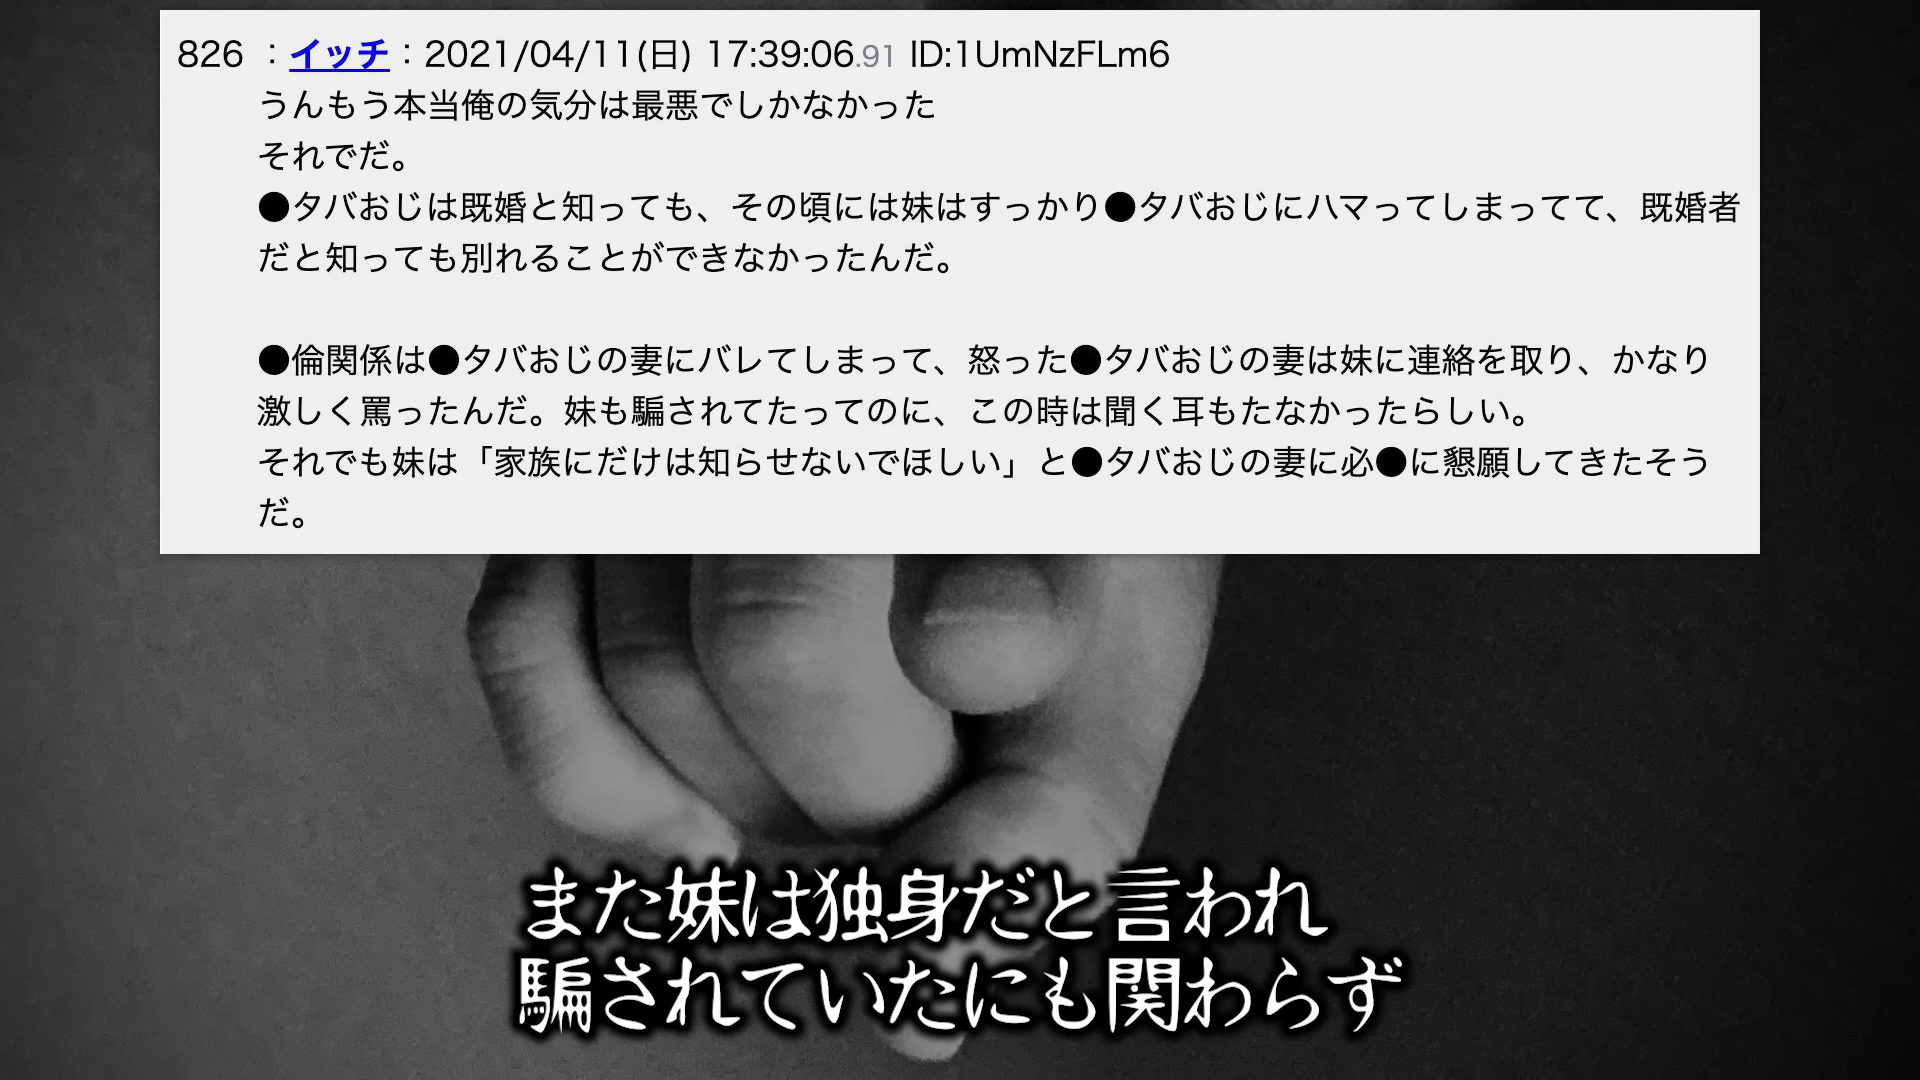 826 ：イッチ：2021/04/11(日) 17:39:06.91 ID:1UmNzFLm6
うんもう本当俺の気分は最悪でしかなかった
それでだ。
●タバおじは既婚と知っても、その頃には妹はすっかり●タバおじにハマってしまってて、既婚者
だと知っても別れることができなかったんだ。
●倫関係は●タバおじの妻にバレてしまって、怒った●タバおじの妻は妹に連絡を取り、かなり
激しく罵ったんだ。妹も騙されてたってのに、この時は聞く耳もたなかったらしい。
それでも妹は「家族にだけは知らせないでほしい」と●タバおじの妻に必●に懇願してきたそう
だ。
また妹は独身だと言われ
騙されていたにも関わらず